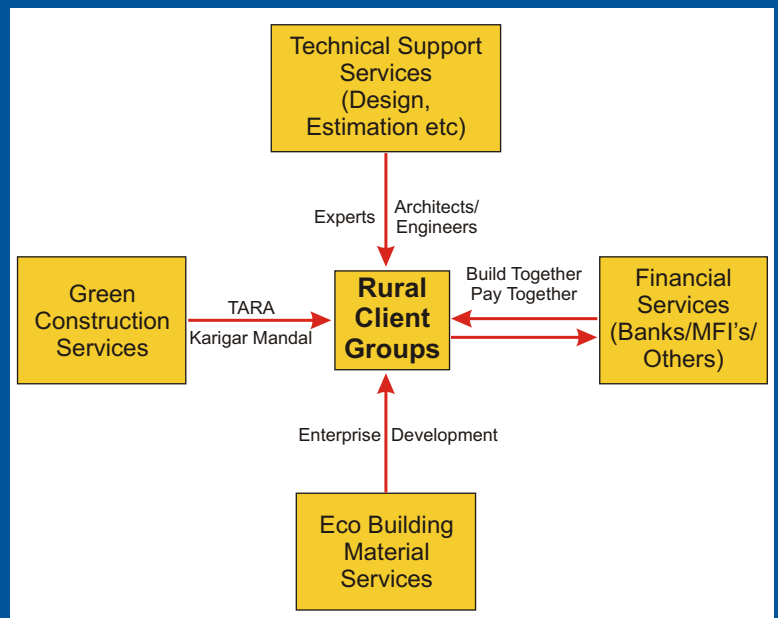 Technical Support
Services
(Design,
Estimation etc)
Experts
Architects/
Engineers
Green
Construction
Services
TARA
Karigar Mandal
Rural
Client
Groups
Build Together
Pay Together
Financial
Services
(Banks/MFI's/
Others)
Enterprise Development
Eco Building
Material
Services